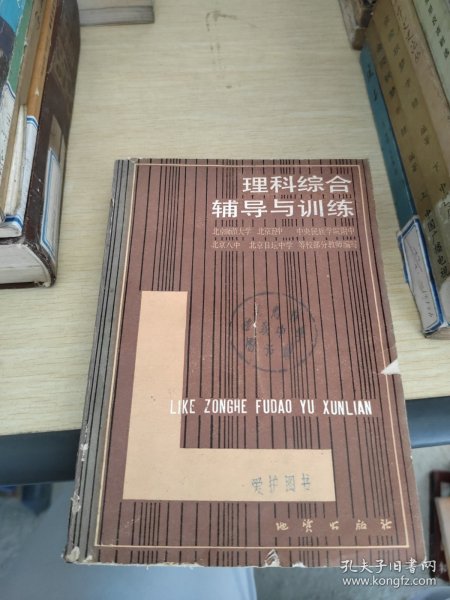 理科综合
辅导与训练
北京师范大学 北京五中 中央民族学院附中
北京八中 北京日坛中学 等校部分教师编写
LIKE ZONGHE FUDAO YU XUNLIAN
爱护图书
地质出版社
孔夫子旧书网
www.kongfz.com